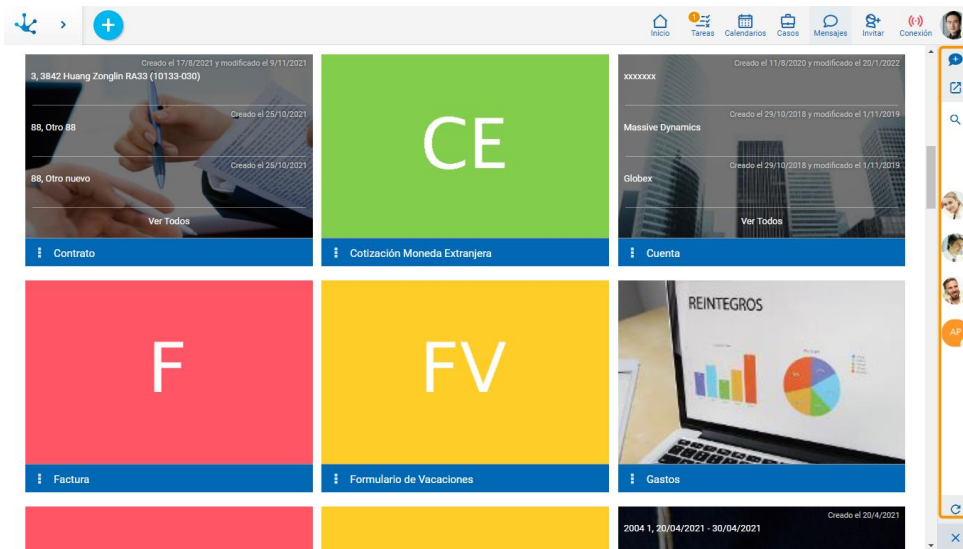 1
Inicio
Tareas
Calendarios
Casos
Mensajes
Invitar
Conexión
Creado el 17/8/2021 y modificado el 9/11/2021
3, 3842 Huang Zonglin RA33 (10133-030)
Creado el 25/10/2021
88, Otro 88
Creado el 25/10/2021
88, Otro nuevo
Ver Todos
Contrato
CE
Cotización Moneda Extranjera
Creado el 11/8/2020 y modificado el 20/1/2022
xxxxxxx
Creado el 29/10/2018 y modificado el 1/11/2019
Massive Dynamics
Creado el 29/10/2018 y modificado el 1/11/2019
Globex
Ver Todos
Cuenta
F
Factura
FV
Formulario de Vacaciones
REINTEGROS
Gastos
AP
Creado el 20/4/2021
2004 1, 20/04/2021 - 30/04/2021